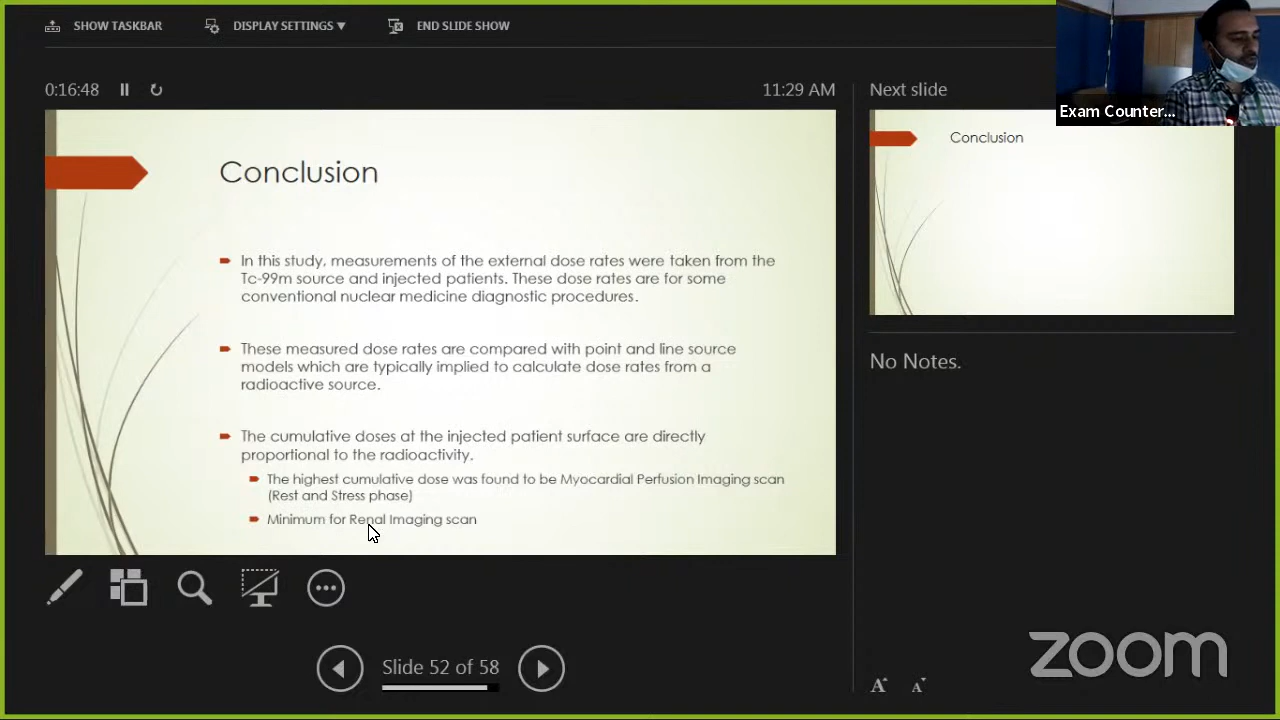 SHOW TASKBAR DISPLAY SETTINGS ▼ END SLIDE SHOW
0:16:48 11:29 AM
Conclusion
In this study, measurements of the external dose rates were taken from the
Tc-99m source and injected patients. These dose rates are for some
conventional nuclear medicine diagnostic procedures.
These measured dose rates are compared with point and line source
models which are typically implied to calculate dose rates from a
radioactive source.
The cumulative doses at the injected patient surface are directly
proportional to the radioactivity.
The highest cumulative dose was found to be Myocardial Perfusion Imaging scan
(Rest and Stress phase)
Minimum for Renal Imaging scan
Slide 52 of 58
Next slide
Conclusion
No Notes.
A A
Exam Counter...
zoom